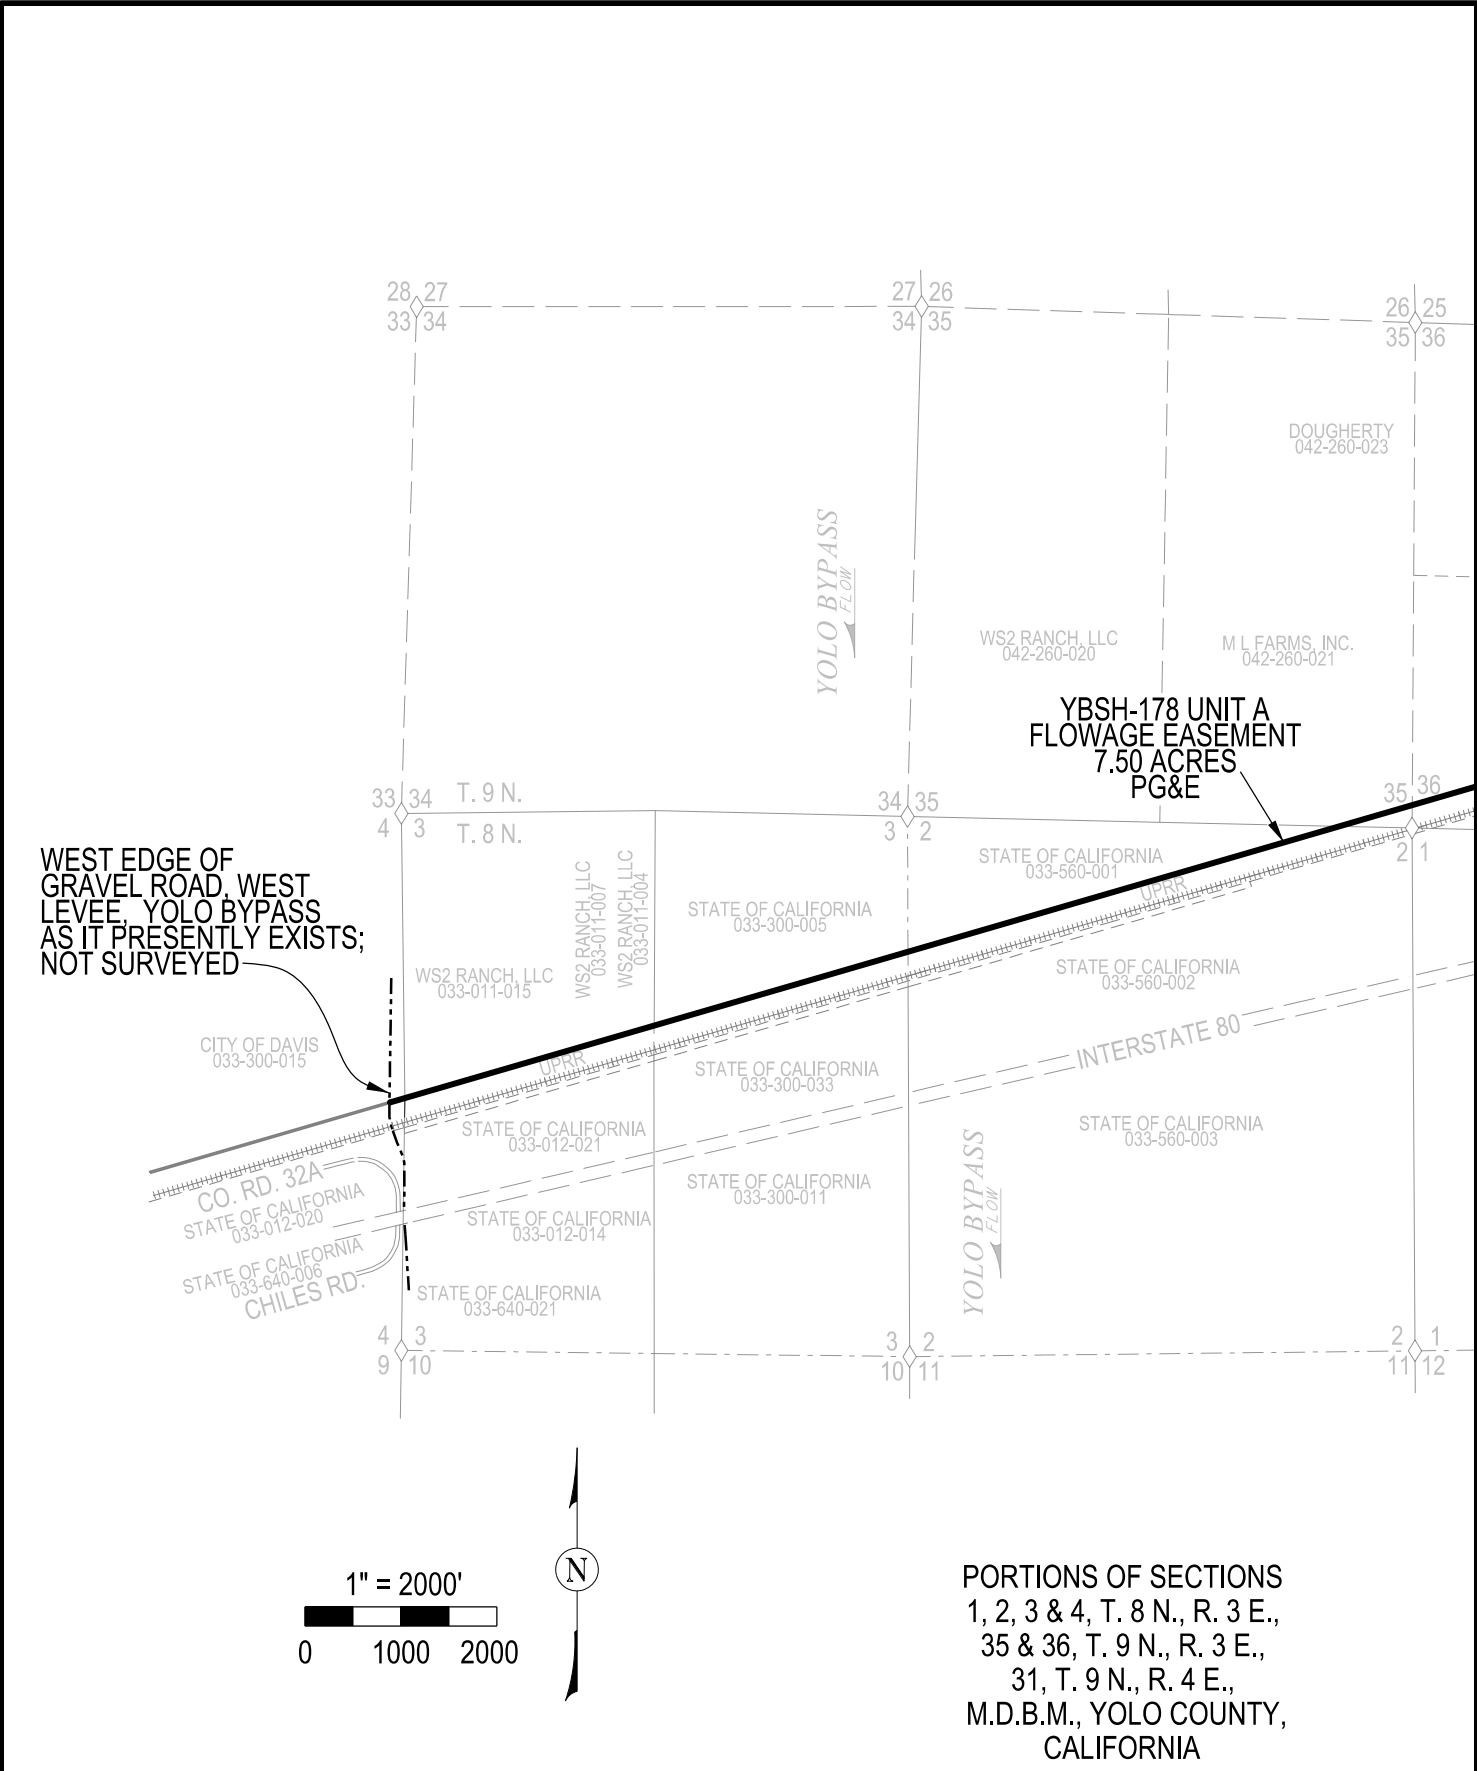 28 27
33 34
27 26
34 35
26 25
35 36
DOUGHERTY
042-260-023
YOLO BYPASS
FLOW
WS2 RANCH, LLC
042-260-020
M L FARMS, INC.
042-260-021
YBSH-178 UNIT A
FLOWAGE EASEMENT
7.50 ACRES
PG&E
33 34
4 3
T. 9 N.
T. 8 N.
34 35
3 2
35 36
2 1
WEST EDGE OF
GRAVEL ROAD, WEST
LEVEE, YOLO BYPASS
AS IT PRESENTLY EXISTS;
NOT SURVEYED
WS2 RANCH, LLC
033-011-007
WS2 RANCH, LLC
033-011-004
STATE OF CALIFORNIA
033-560-001
UPRR
STATE OF CALIFORNIA
033-300-005
WS2 RANCH, LLC
033-011-015
STATE OF CALIFORNIA
033-560-002
CITY OF DAVIS
033-300-015
UPRR
STATE OF CALIFORNIA
033-300-033
INTERSTATE 80
STATE OF CALIFORNIA
033-012-021
STATE OF CALIFORNIA
033-560-003
CO. RD. 32A
STATE OF CALIFORNIA
033-012-020
STATE OF CALIFORNIA
033-300-011
YOLO BYPASS
FLOW
STATE OF CALIFORNIA
033-012-014
STATE OF CALIFORNIA
033-640-006
CHILES RD.
STATE OF CALIFORNIA
033-640-021
4 3
9 10
3 2
10 11
2 1
11 12
N
1" = 2000'
0 1000 2000
PORTIONS OF SECTIONS
1, 2, 3 & 4, T. 8 N., R. 3 E.,
35 & 36, T. 9 N., R. 3 E.,
31, T. 9 N., R. 4 E.,
M.D.B.M., YOLO COUNTY,
CALIFORNIA